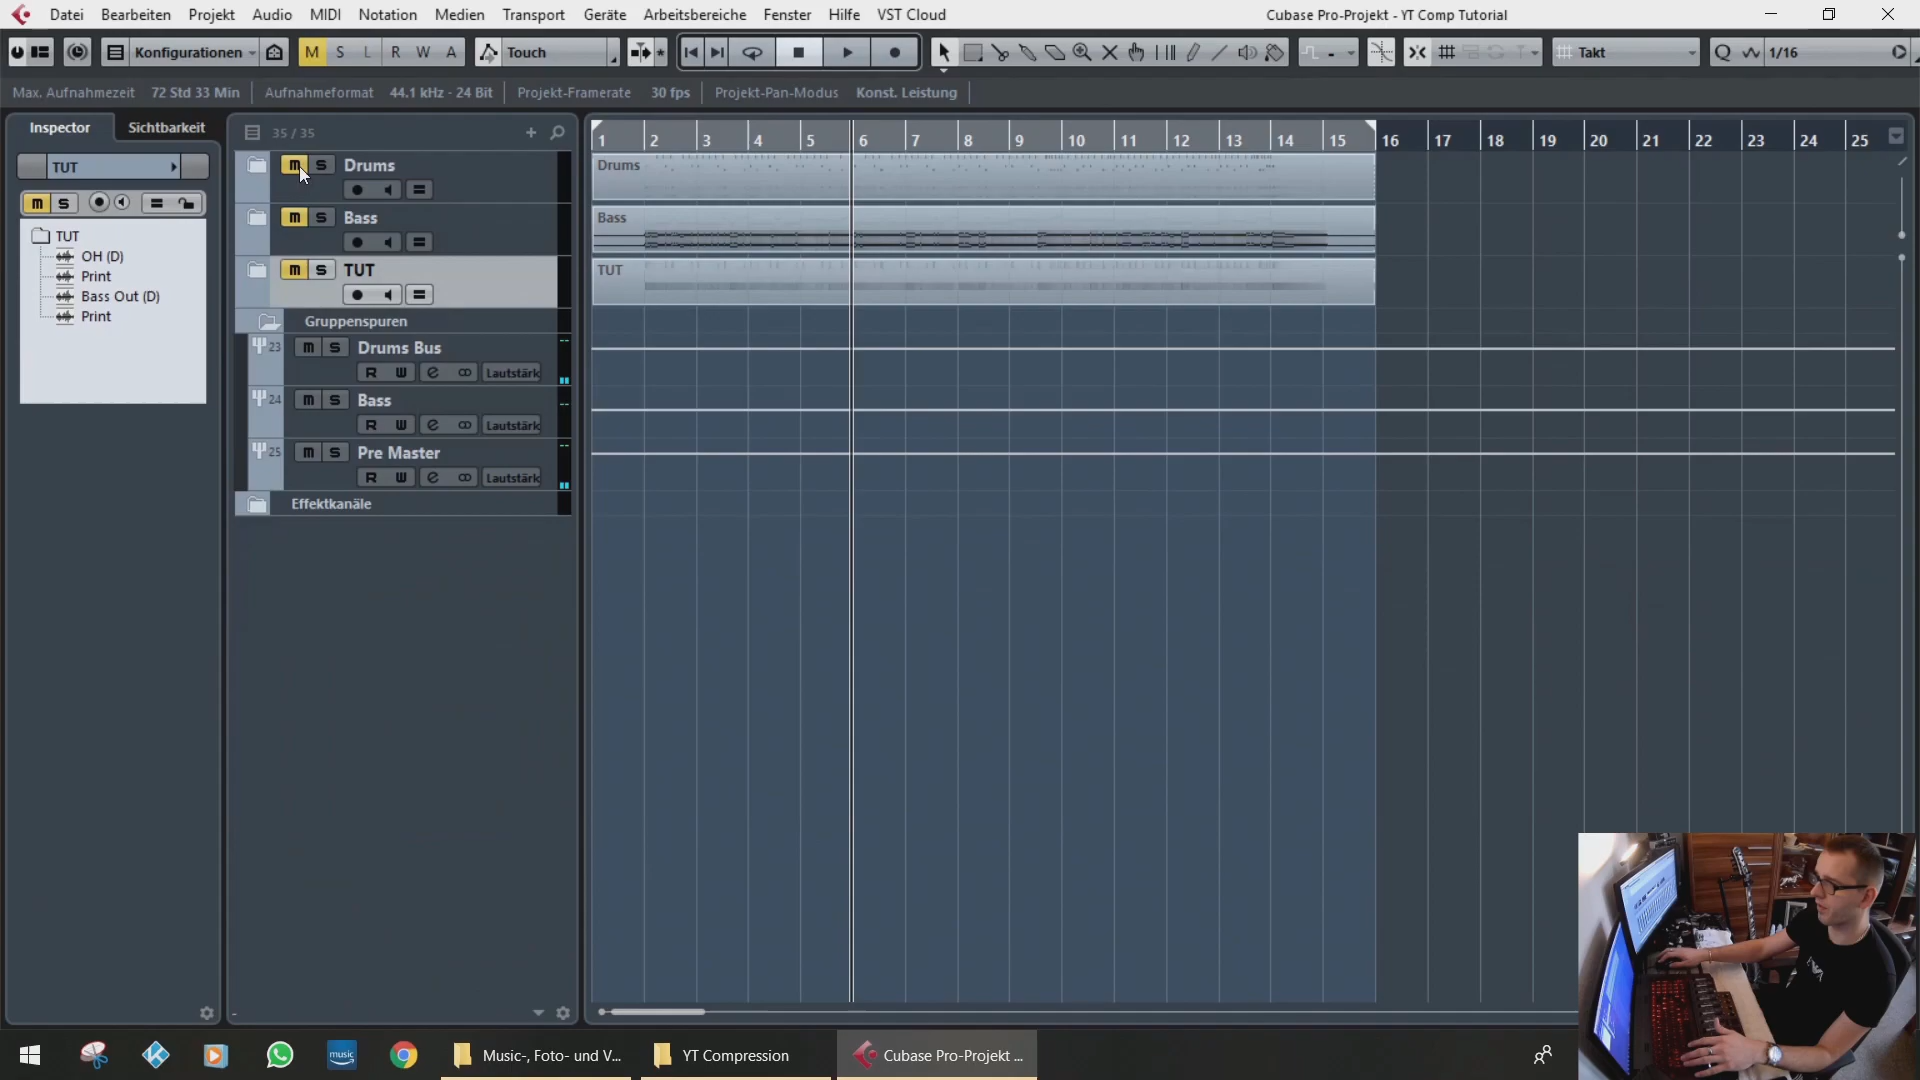 Datei Bearbeiten Projekt Audio MIDI Notation Medien Transport Geräte Arbeitsbereiche Fenster Hilfe VST Cloud Cubase Pro-Projekt - YT Comp Tutorial
Konfigurationen M S L R W A Touch Takt Q 1/16
Max. Aufnahmezeit 72 Std 33 Min Aufnahmeformat 44.1 kHz - 24 Bit Projekt-Framerate 30 fps Projekt-Pan-Modus Konst. Leistung
Inspector Sichtbarkeit 35 / 35
1 2 3 4 5 6 7 8 9 10 11 12 13 14 15 16 17 18 19 20 21 22 23 24 25
TUT
m S
TUT
OH (D)
Print
Bass Out (D)
Print
m S Drums
m S Bass
m S TUT
Gruppenspuren
23 m S Drums Bus
R W e Lautstärk
24 m S Bass
R W e Lautstärk
25 m S Pre Master
R W e Lautstärk
Effektkanäle
Drums
Bass
TUT
music
Music-, Foto- und V...
YT Compression
Cubase Pro-Projekt ...